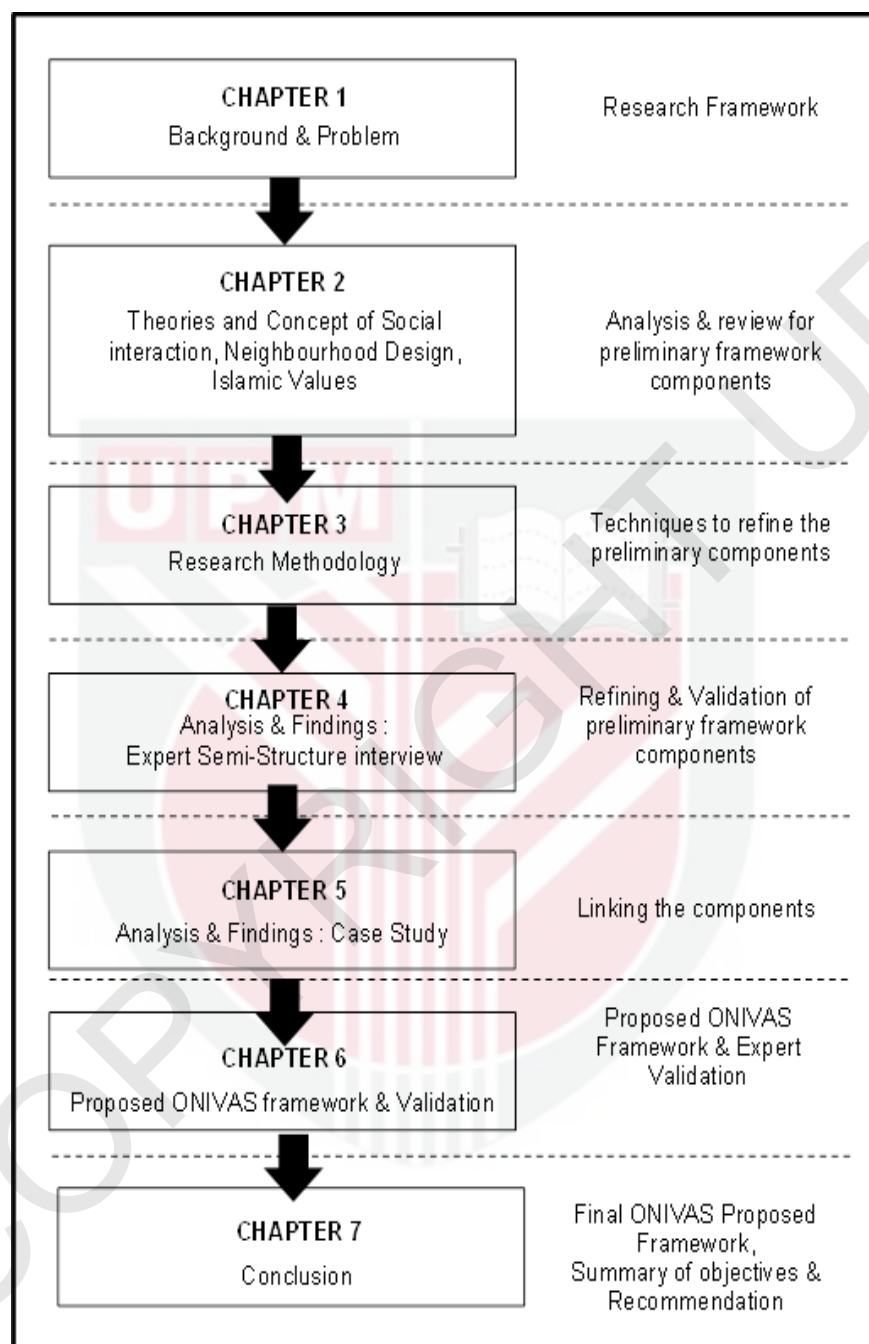 CHAPTER 1
Background & Problem
Research Framework
CHAPTER 2
Theories and Concept of Social
interaction, Neighbourhood Design,
Islamic Values
Analysis & review for
preliminary framework
components
UPM
CHAPTER 3
Research Methodology
Techniques to refine the
preliminary components
CHAPTER 4
Analysis & Findings :
Expert Semi-Structure interview
Refining & Validation of
preliminary framework
components
CHAPTER 5
Analysis & Findings : Case Study
Linking the components
CHAPTER 6
Proposed ONIVAS framework & Validation
Proposed ONIVAS
Framework & Expert
Validation
CHAPTER 7
Conclusion
Final ONIVAS Proposed
Framework,
Summary of objectives &
Recommendation
COPYRIGHT